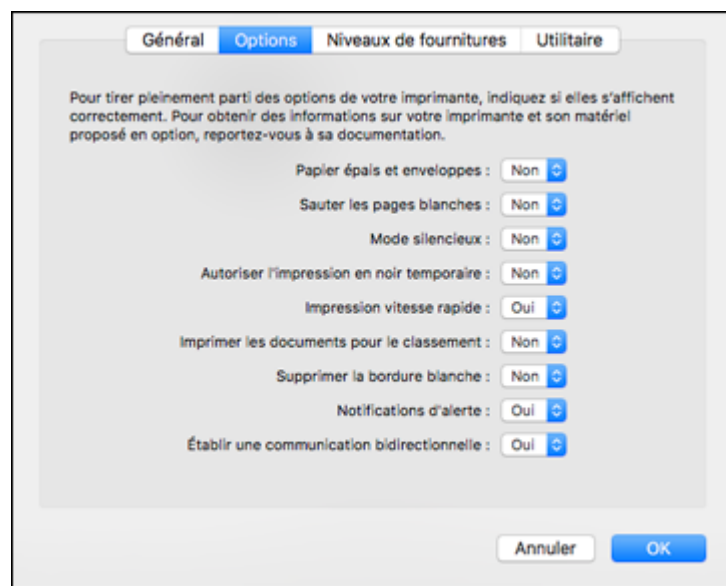 Général Options Niveaux de fournitures Utilitaire
Pour tirer pleinement parti des options de votre imprimante, indiquez si elles s'affichent
correctement. Pour obtenir des informations sur votre imprimante et son matériel
proposé en option, reportez-vous à sa documentation.
Papier épais et enveloppes : Non
Sauter les pages blanches : Non
Mode silencieux : Non
Autoriser l'impression en noir temporaire : Non
Impression vitesse rapide : Oui
Imprimer les documents pour le classement : Non
Supprimer la bordure blanche : Non
Notifications d'alerte : Oui
Établir une communication bidirectionnelle : Oui
Annuler OK